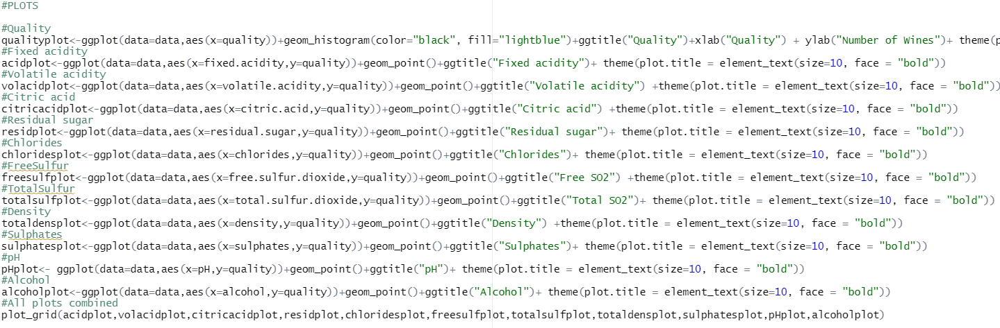 #PLOTS
#Quality
qualityplot<-ggplot(data=data,aes(x=quality))+geom_histogram(color="black", fill="lightblue")+ggtitle("Quality")+xlab("Quality") + ylab("Number of Wines")+ theme(p
#Fixed acidity
acidplot<-ggplot(data=data,aes(x=fixed.acidity,y=quality))+geom_point()+ggtitle("Fixed acidity")+ theme(plot.title = element_text(size=10, face = "bold"))
#Volatile acidity
volacidplot<-ggplot(data=data,aes(x=volatile.acidity,y=quality))+geom_point()+ggtitle("Volatile acidity") +theme(plot.title = element_text(size=10, face = "bold"))
#Citric acid
citricacidplot<-ggplot(data=data,aes(x=citric.acid,y=quality))+geom_point()+ggtitle("Citric acid") +theme(plot.title = element_text(size=10, face = "bold"))
#Residual sugar
residplot<-ggplot(data=data,aes(x=residual.sugar,y=quality))+geom_point()+ggtitle("Residual sugar")+ theme(plot.title = element_text(size=10, face = "bold"))
#Chlorides
chloridesplot<-ggplot(data=data,aes(x=chlorides,y=quality))+geom_point()+ggtitle("Chlorides")+ theme(plot.title = element_text(size=10, face = "bold"))
#FreeSulfur
freesulfplot<-ggplot(data=data,aes(x=free.sulfur.dioxide,y=quality))+geom_point()+ggtitle("Free SO2") +theme(plot.title = element_text(size=10, face = "bold"))
#TotalSulfur
totalsulfplot<-ggplot(data=data,aes(x=total.sulfur.dioxide,y=quality))+geom_point()+ggtitle("Total SO2")+ theme(plot.title = element_text(size=10, face = "bold"))
#Density
totaldensplot<-ggplot(data=data,aes(x=density,y=quality))+geom_point()+ggtitle("Density") +theme(plot.title = element_text(size=10, face = "bold"))
#Sulphates
sulphatesplot<-ggplot(data=data,aes(x=sulphates,y=quality))+geom_point()+ggtitle("Sulphates")+ theme(plot.title = element_text(size=10, face = "bold"))
#pH
pHplot<- ggplot(data=data,aes(x=pH,y=quality))+geom_point()+ggtitle("pH")+ theme(plot.title = element_text(size=10, face = "bold"))
#Alcohol
alcoholplot<-ggplot(data=data,aes(x=alcohol,y=quality))+geom_point()+ggtitle("Alcohol")+ theme(plot.title = element_text(size=10, face = "bold"))
#All plots combined
plot_grid(acidplot,volacidplot,citricacidplot,residplot,chloridesplot,freesulfplot,totalsulfplot,totaldensplot,sulphatesplot,pHplot,alcoholplot)